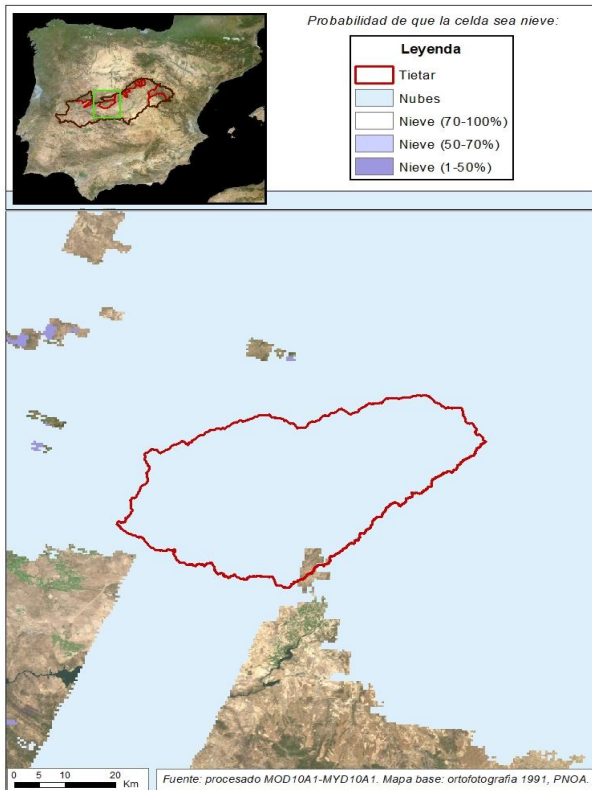 Probabilidad de que la celda sea nieve:
Leyenda
Tietar
Nubes
Nieve (70-100%)
Nieve (50-70%)
Nieve (1-50%)
0 5 10 20
Km
Fuente: procesado MOD10A1-MYD10A1. Mapa base: ortofotografia 1991, PNOA.